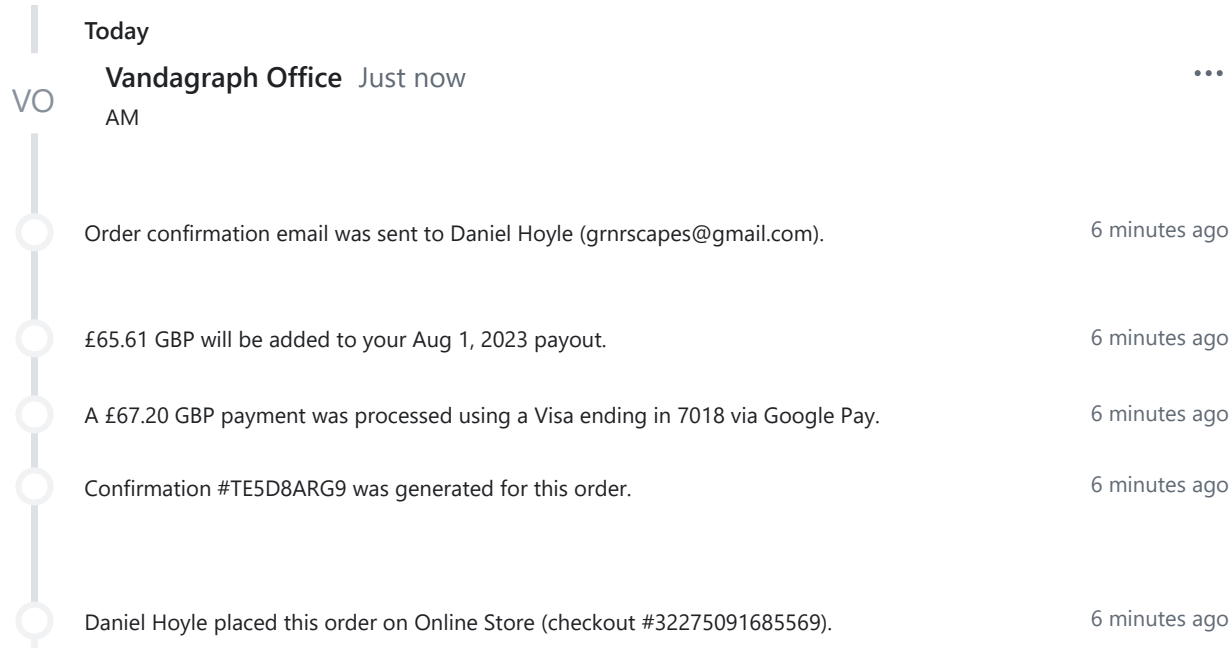 Today
Vandagraph Office Just now
VO
AM
Order confirmation email was sent to Daniel Hoyle (grnrscapes@gmail.com). 6 minutes ago
£65.61 GBP will be added to your Aug 1, 2023 payout. 6 minutes ago
A £67.20 GBP payment was processed using a Visa ending in 7018 via Google Pay. 6 minutes ago
Confirmation #TE5D8ARG9 was generated for this order. 6 minutes ago
Daniel Hoyle placed this order on Online Store (checkout #32275091685569). 6 minutes ago